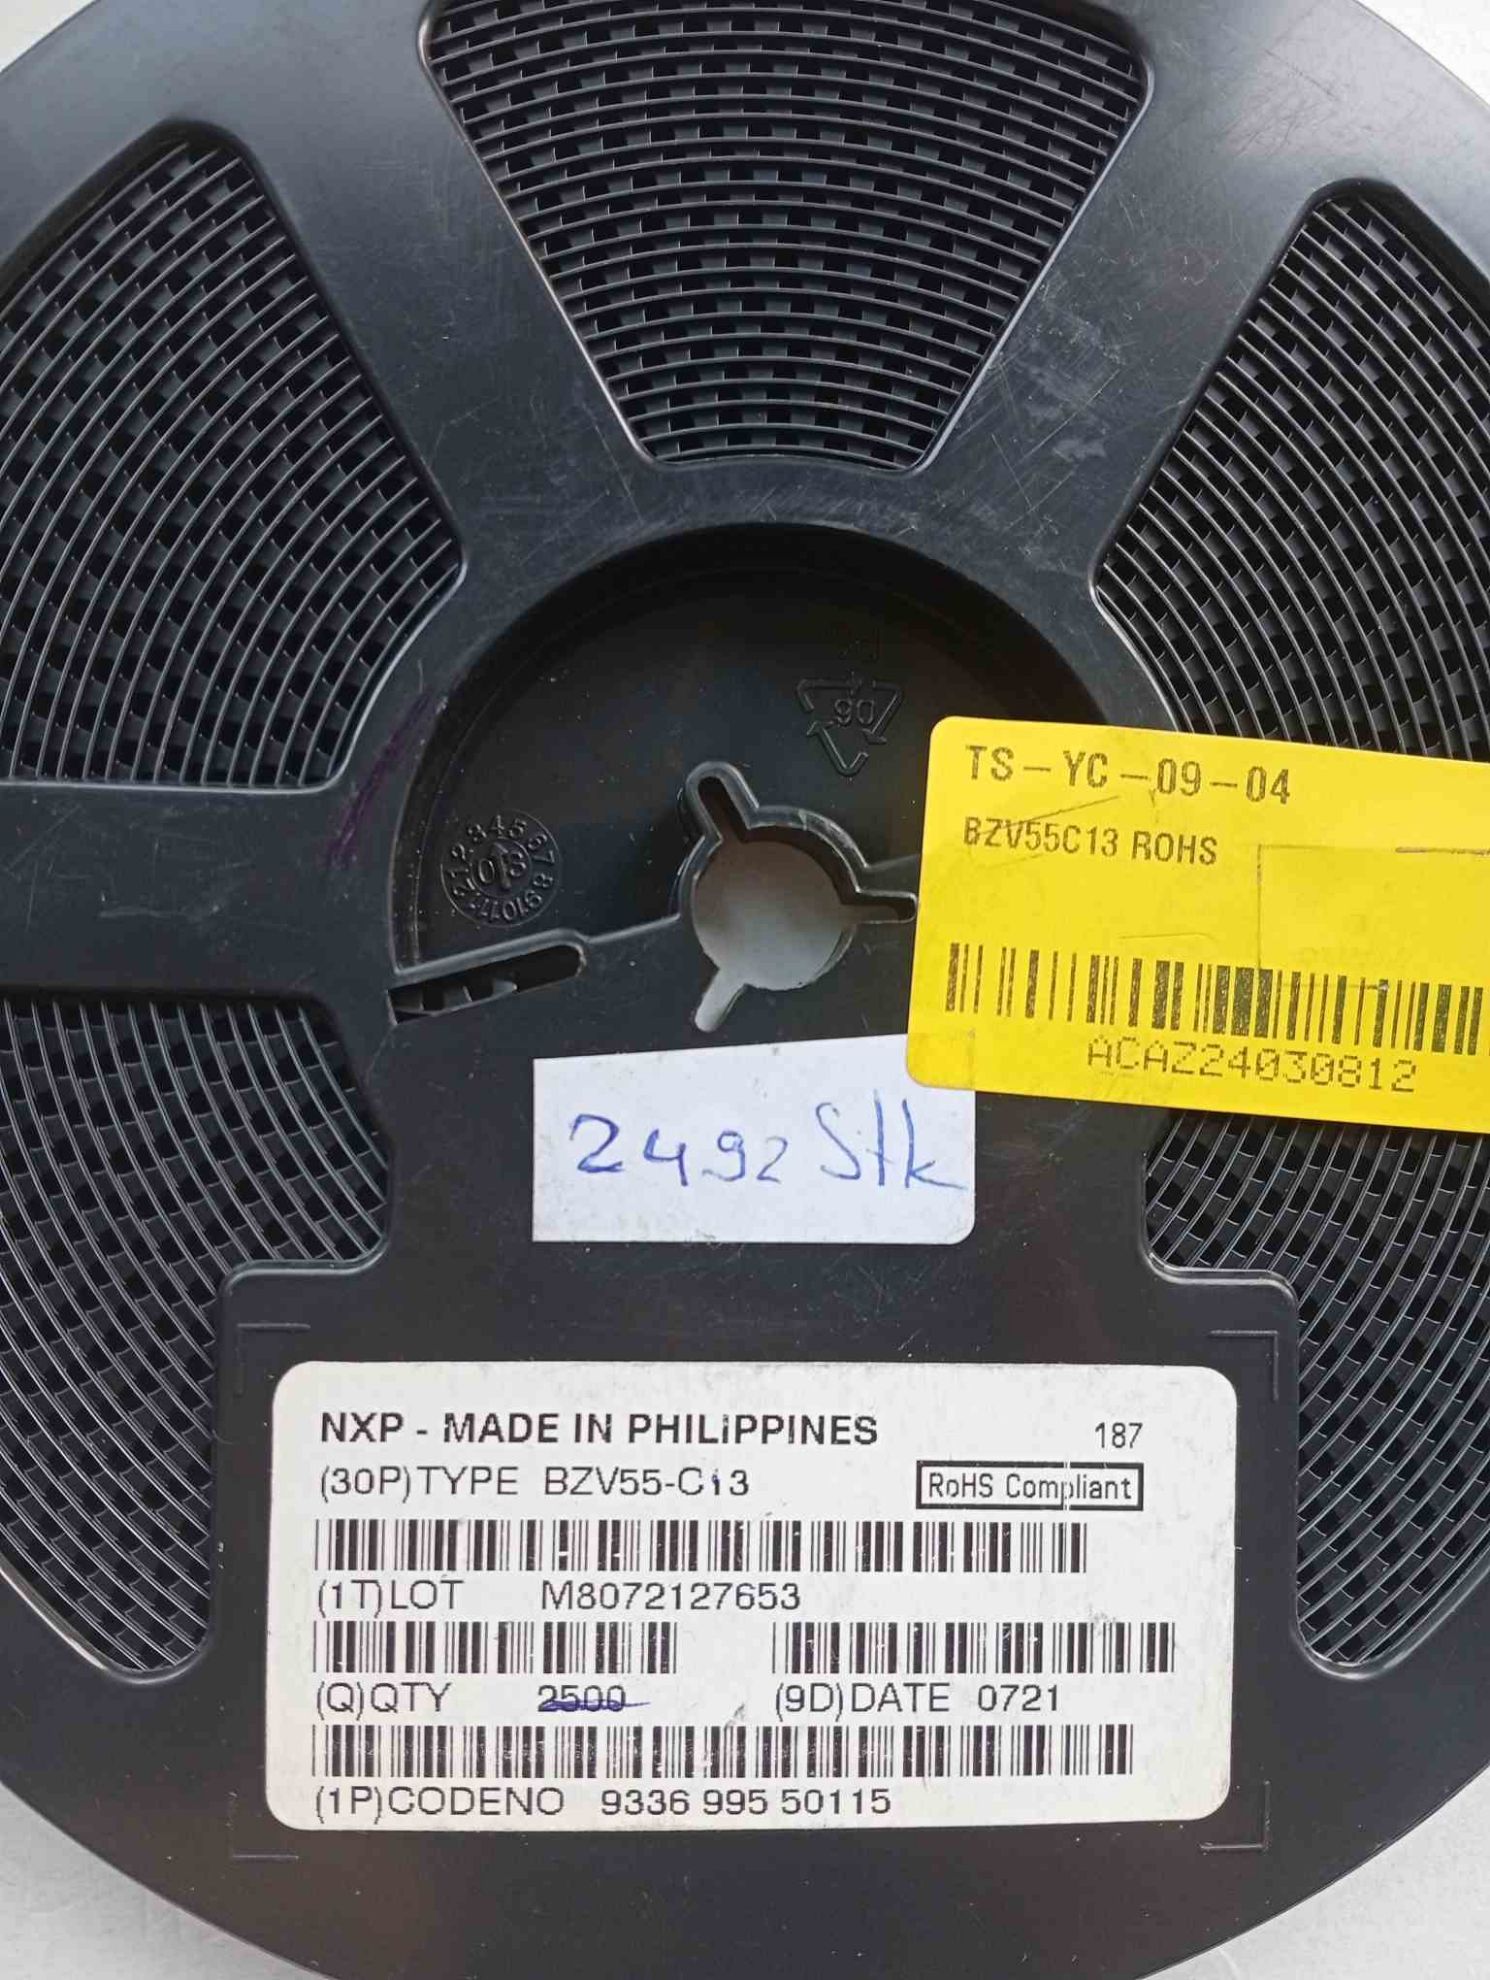 06
TS-YC-09-04
BZV55C13 ROHS
ACAZ24030812
2492 Stk
NXP - MADE IN PHILIPPINES 187
(30P)TYPE BZV55-C13 RoHS Compliant
(1T)LOT M8072127653
(Q)QTY 2500 (9D)DATE 0721
(1P)CODENO 9336 995 50115